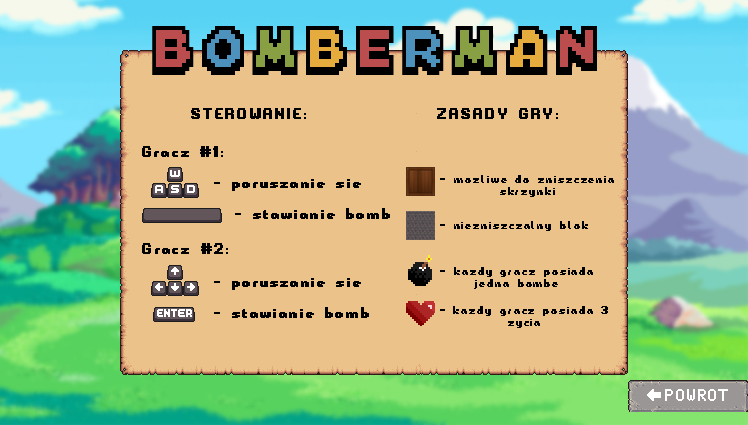 BOMBERMAN
STEROWANIE:
Gracz #1:
W
A S D
- poruszanie sie
- stawianie bomb
Gracz #2:
- poruszanie sie
ENTER
- stawianie bomb
ZASADY GRY:
- mozliwe do zniszczenia
skrzynki
- niezniszczalny blok
- kazdy gracz posiada
jedna bombe
- kazdy gracz posiada 3
zycia
POWROT